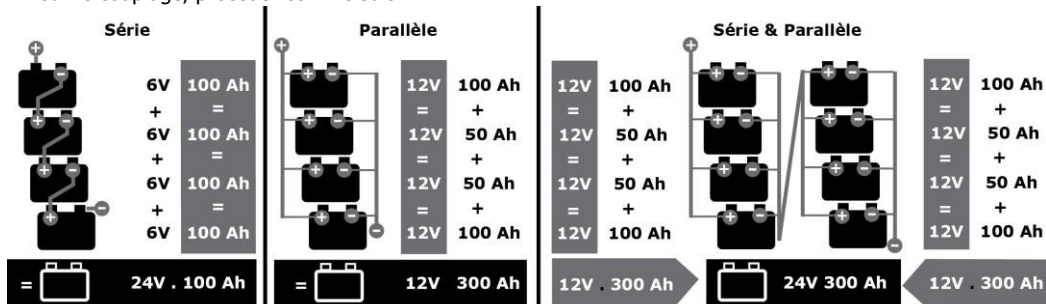 Série
+
6V 100 Ah
+ =
6V 100 Ah
+ =
6V 100 Ah
+ =
6V 100 Ah
= 24V . 100 Ah
Parallèle
+
12V 100 Ah
= +
12V 50 Ah
= +
12V 50 Ah
= +
12V 100 Ah
= 12V 300 Ah
Série & Parallèle
12V 100 Ah
= +
12V 50 Ah
= +
12V 50 Ah
= +
12V 100 Ah
12V . 300 Ah
24V 300 Ah
12V 100 Ah
= +
12V 50 Ah
= +
12V 50 Ah
= +
12V 100 Ah
12V . 300 Ah